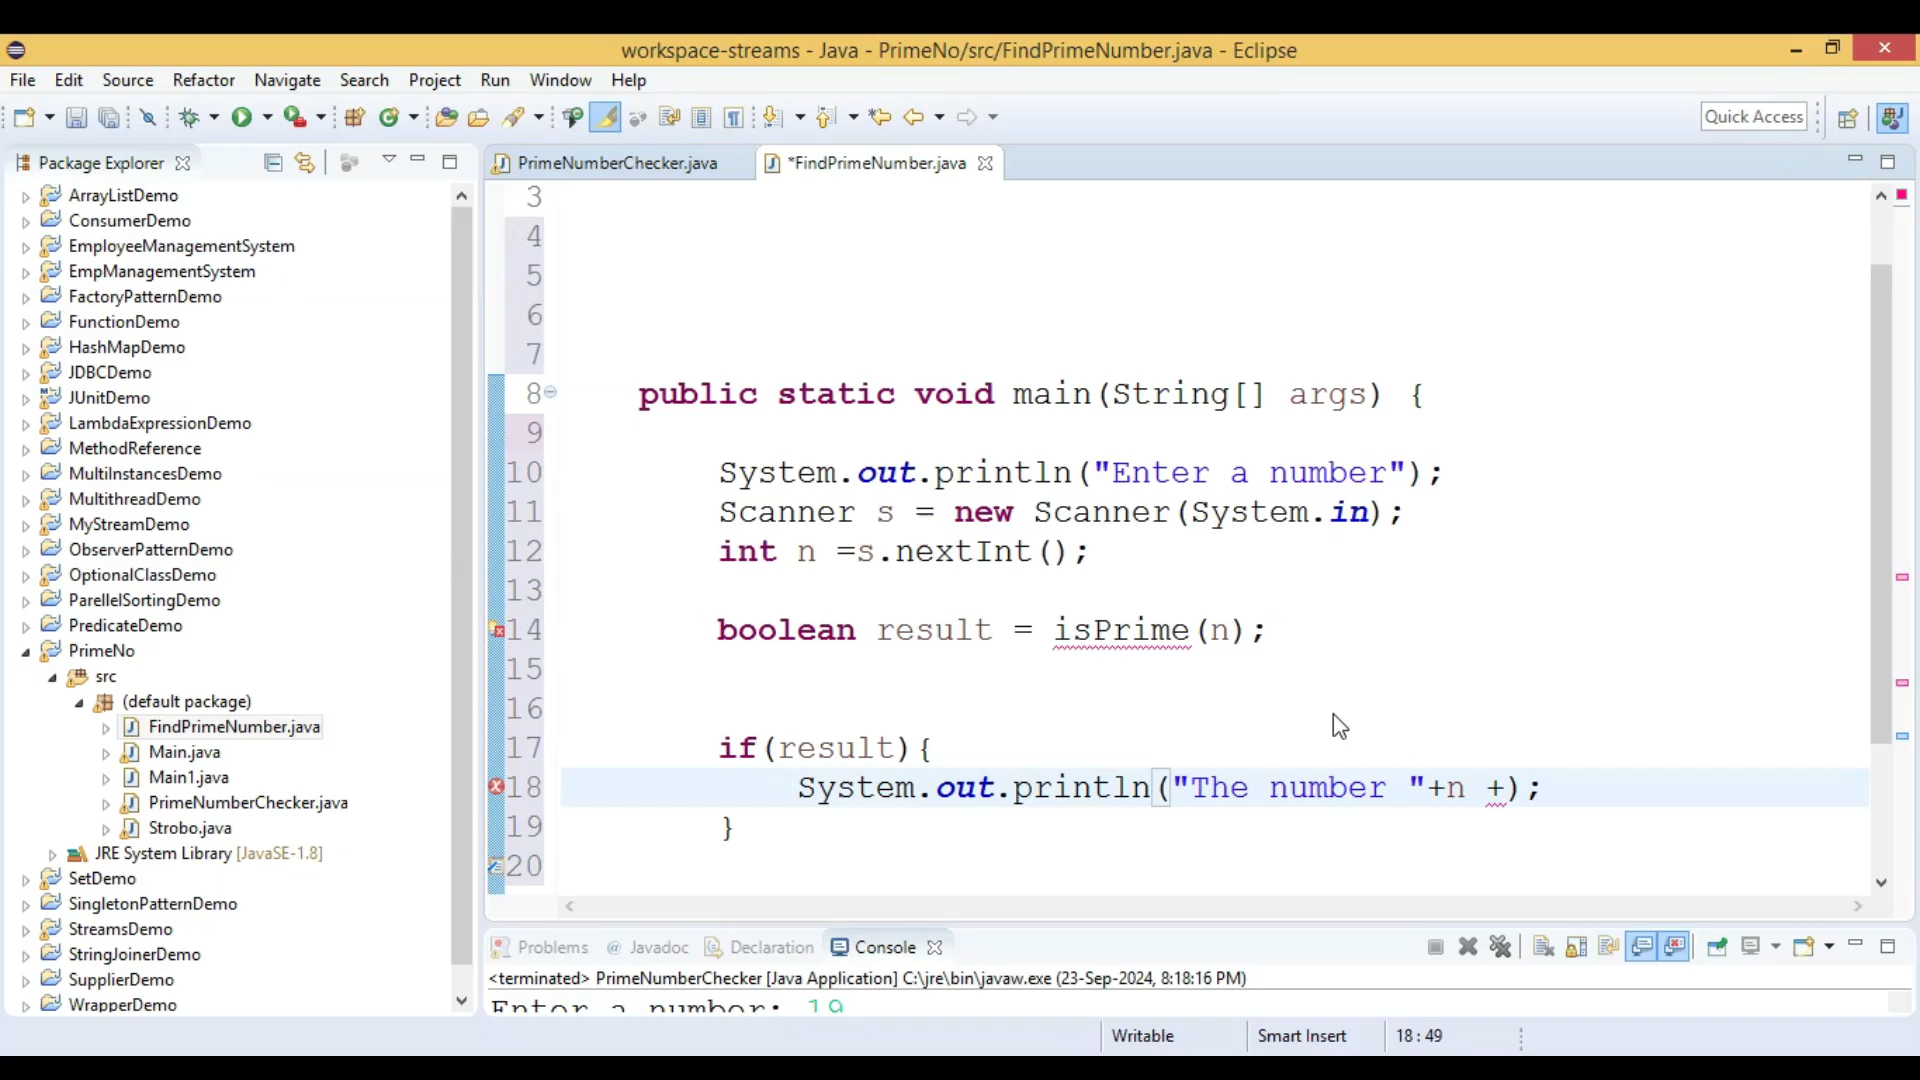 workspace-streams - Java - PrimeNo/src/FindPrimeNumber.java - Eclipse
File Edit Source Refactor Navigate Search Project Run Window Help
Quick Access
Package Explorer
ArrayListDemo
ConsumerDemo
EmployeeManagementSystem
EmpManagementSystem
FactoryPatternDemo
FunctionDemo
HashMapDemo
JDBCDemo
JUnitDemo
LambdaExpressionDemo
MethodReference
MultiInstancesDemo
MultithreadDemo
MyStreamDemo
ObserverPatternDemo
OptionalClassDemo
ParellelSortingDemo
PredicateDemo
PrimeNo
src
(default package)
FindPrimeNumber.java
Main.java
Main1.java
PrimeNumberChecker.java
Strobo.java
JRE System Library [JavaSE-1.8]
SetDemo
SingletonPatternDemo
StreamsDemo
StringJoinerDemo
SupplierDemo
WrapperDemo
PrimeNumberChecker.java *FindPrimeNumber.java
3
4
5
6
7
8 public static void main(String[] args) {
9
10 System.out.println("Enter a number");
11 Scanner s = new Scanner(System.in);
12 int n =s.nextInt();
13
14 boolean result = isPrime(n);
15
16
17 if(result){
18 System.out.println("The number "+n +);
19 }
20
Problems @ Javadoc Declaration Console
<terminated> PrimeNumberChecker [Java Application] C:\jre\bin\javaw.exe (23-Sep-2024, 8:18:16 PM)
Enter a number: 19
Writable Smart Insert 18 : 49